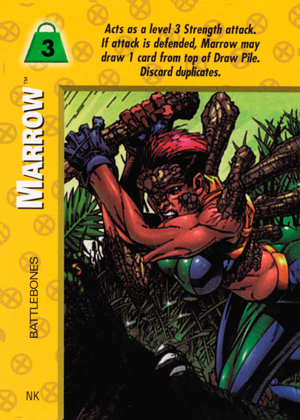 3
Acts as a level 3 Strength attack.
If attack is defended, Marrow may
draw 1 card from top of Draw Pile.
Discard duplicates.
MARROW™
BATTLEBONES
NK